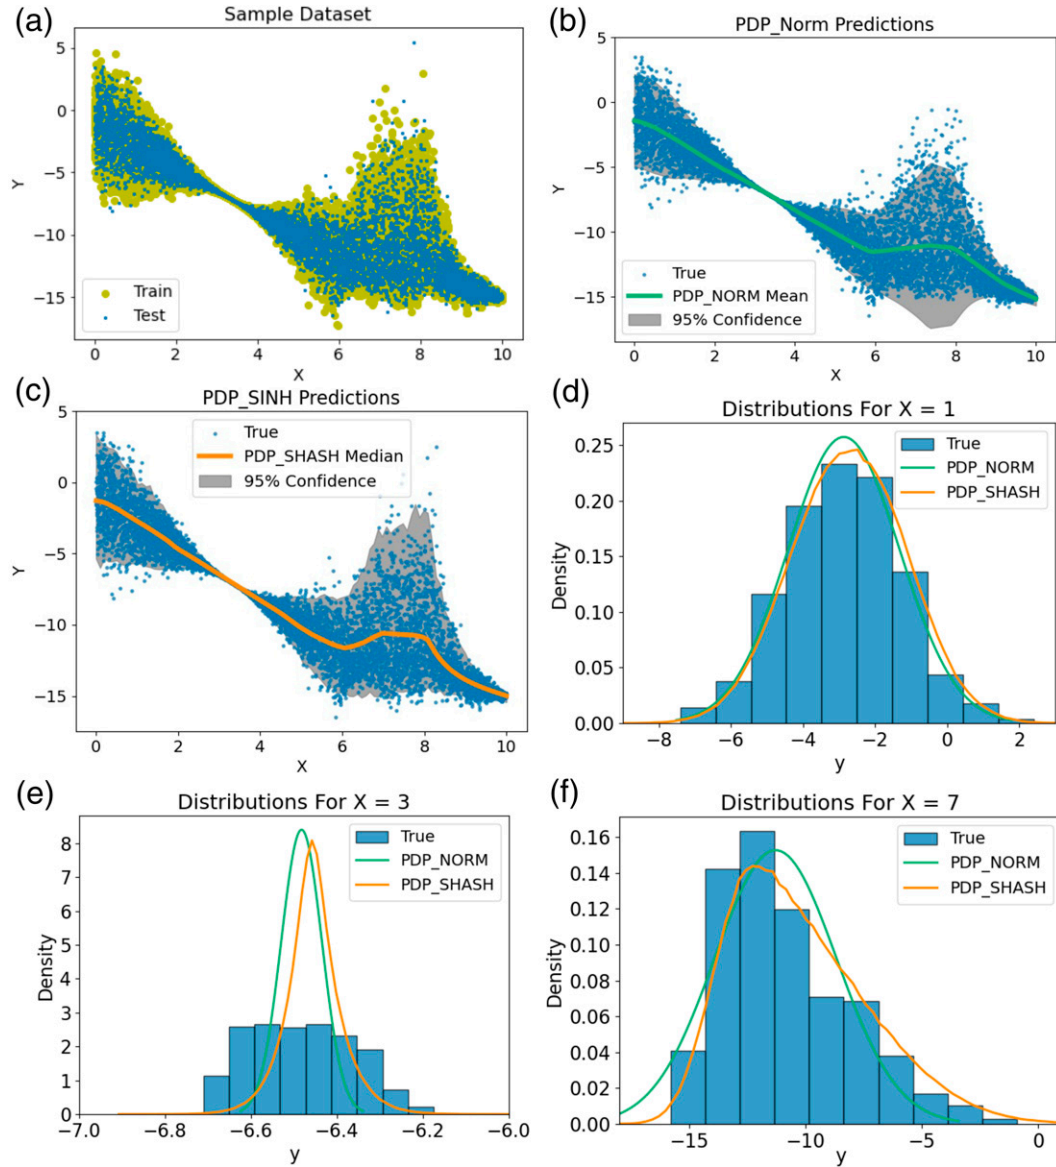 (a)
Sample Dataset
5
0
−5
−10
−15
Y
Train
Test
0
2
4
6
8
10
X
(b)
PDP_Norm Predictions
5
0
−5
−10
−15
Y
True
PDP_NORM Mean
95% Confidence
0
2
4
6
8
10
X
(c)
PDP_SINH Predictions
5
0
−5
−10
−15
Y
True
PDP_SHASH Median
95% Confidence
0
2
4
6
8
10
X
(d)
Distributions For X = 1
0.25
0.20
0.15
0.10
0.05
0.00
Density
True
PDP_NORM
PDP_SHASH
−8
−6
−4
−2
0
2
y
(e)
Distributions For X = 3
8
7
6
5
4
3
2
1
0
Density
True
PDP_NORM
PDP_SHASH
−7.0
−6.8
−6.6
−6.4
−6.2
−6.0
y
(f)
Distributions For X = 7
0.16
0.14
0.12
0.10
0.08
0.06
0.04
0.02
0.00
Density
True
PDP_NORM
PDP_SHASH
−15
−10
−5
0
y